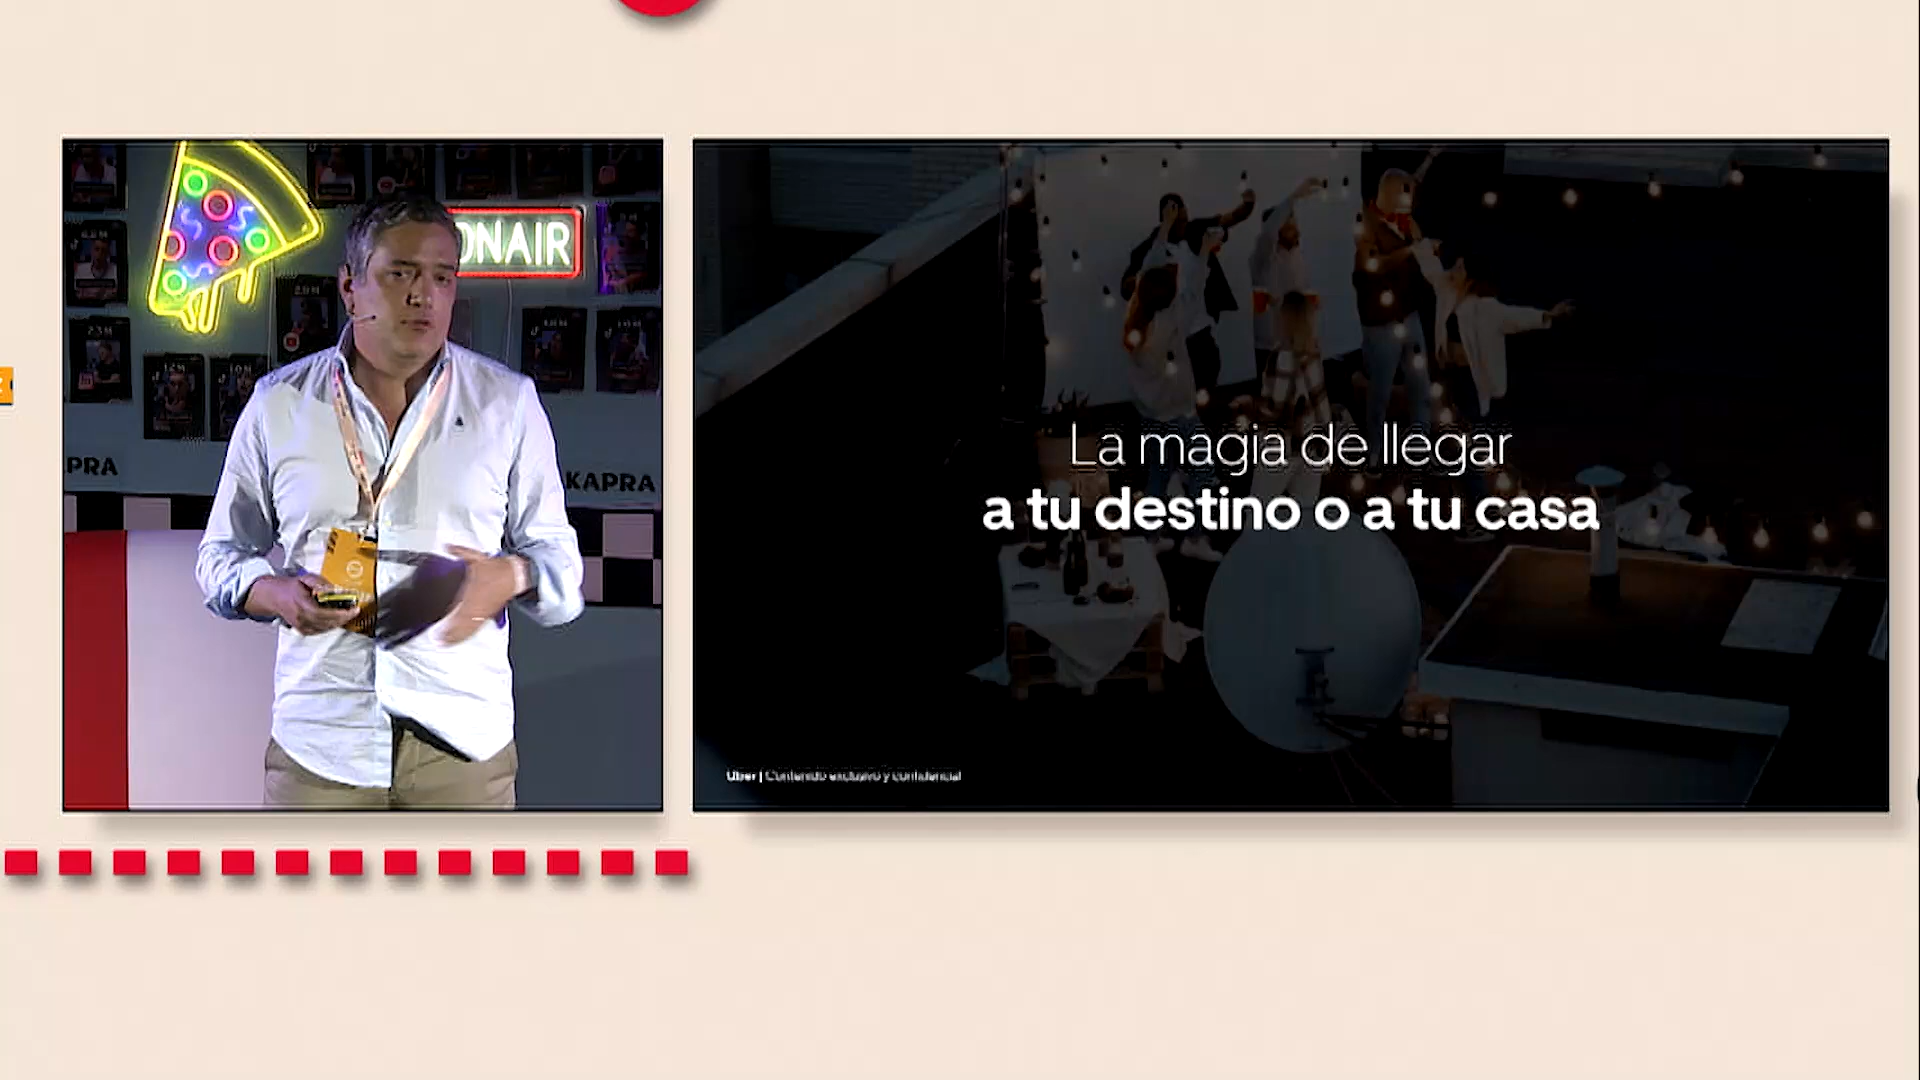 ONAIR
PRA
KAPRA
La magia de llegar
a tu destino o a tu casa
Uber | Contenido exclusivo y confidencial